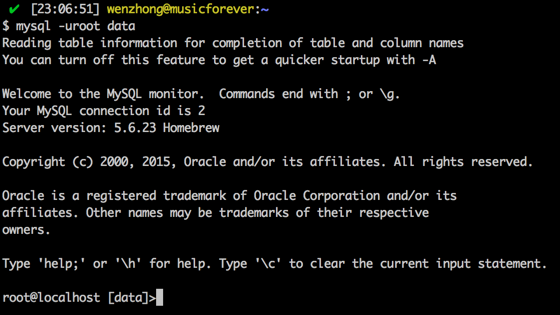 ✔ [23:06:51] wenzhong@musicforever:~
$ mysql -uroot data
Reading table information for completion of table and column names
You can turn off this feature to get a quicker startup with -A
Welcome to the MySQL monitor.  Commands end with ; or \g.
Your MySQL connection id is 2
Server version: 5.6.23 Homebrew
Copyright (c) 2000, 2015, Oracle and/or its affiliates. All rights reserved.
Oracle is a registered trademark of Oracle Corporation and/or its
affiliates. Other names may be trademarks of their respective
owners.
Type 'help;' or '\h' for help. Type '\c' to clear the current input statement.
root@localhost [data]>